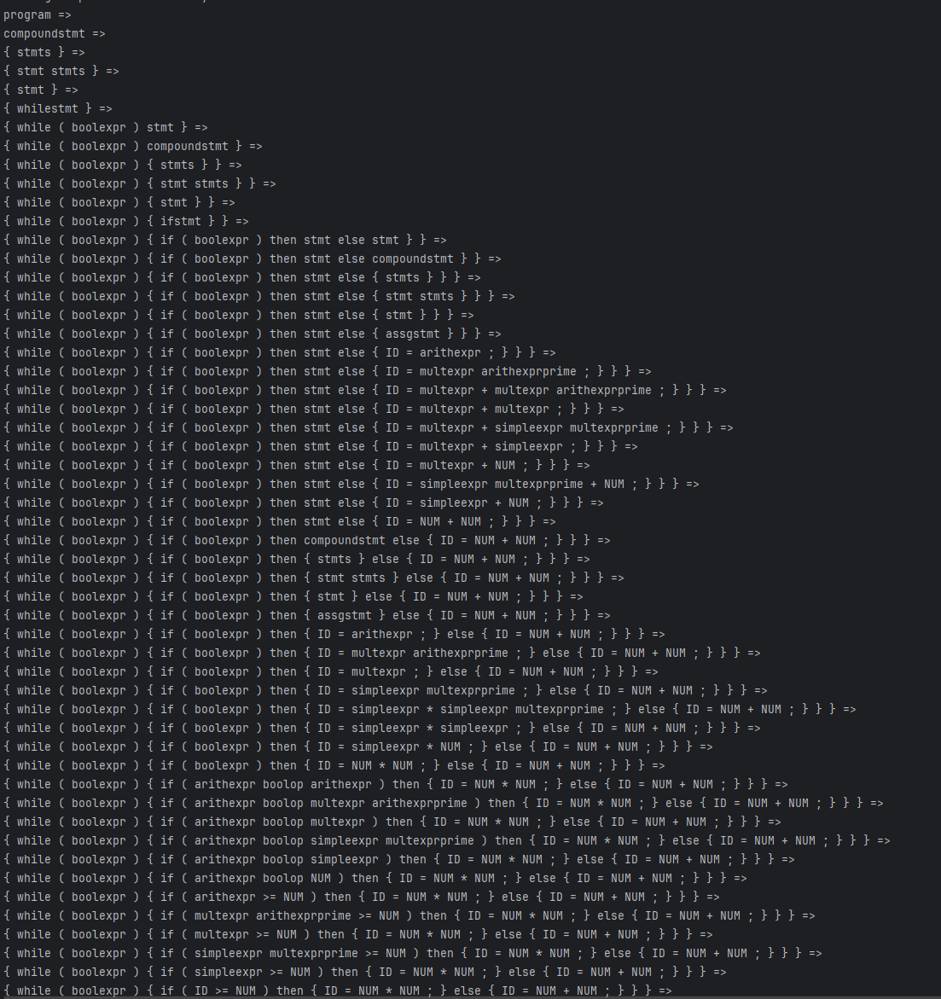 program =>
compoundstmt =>
{ stmts } =>
{ stmt stmts } =>
{ stmt } =>
{ whilestmt } =>
{ while ( boolexpr ) stmt } =>
{ while ( boolexpr ) compoundstmt } =>
{ while ( boolexpr ) { stmts } } =>
{ while ( boolexpr ) { stmt stmts } } =>
{ while ( boolexpr ) { stmt } } =>
{ while ( boolexpr ) { ifstmt } } =>
{ while ( boolexpr ) { if ( boolexpr ) then stmt else stmt } } =>
{ while ( boolexpr ) { if ( boolexpr ) then stmt else compoundstmt } } =>
{ while ( boolexpr ) { if ( boolexpr ) then stmt else { stmts } } } =>
{ while ( boolexpr ) { if ( boolexpr ) then stmt else { stmt stmts } } } =>
{ while ( boolexpr ) { if ( boolexpr ) then stmt else { stmt } } } =>
{ while ( boolexpr ) { if ( boolexpr ) then stmt else { assgstmt } } } =>
{ while ( boolexpr ) { if ( boolexpr ) then stmt else { ID = arithexpr ; } } } =>
{ while ( boolexpr ) { if ( boolexpr ) then stmt else { ID = multexpr arithexprprime ; } } } =>
{ while ( boolexpr ) { if ( boolexpr ) then stmt else { ID = multexpr + multexpr arithexprprime ; } } } =>
{ while ( boolexpr ) { if ( boolexpr ) then stmt else { ID = multexpr + multexpr ; } } } =>
{ while ( boolexpr ) { if ( boolexpr ) then stmt else { ID = multexpr + simpleexpr multexprprime ; } } } =>
{ while ( boolexpr ) { if ( boolexpr ) then stmt else { ID = multexpr + simpleexpr ; } } } =>
{ while ( boolexpr ) { if ( boolexpr ) then stmt else { ID = multexpr + NUM ; } } } =>
{ while ( boolexpr ) { if ( boolexpr ) then stmt else { ID = simpleexpr multexprprime + NUM ; } } } =>
{ while ( boolexpr ) { if ( boolexpr ) then stmt else { ID = simpleexpr + NUM ; } } } =>
{ while ( boolexpr ) { if ( boolexpr ) then stmt else { ID = NUM + NUM ; } } } =>
{ while ( boolexpr ) { if ( boolexpr ) then compoundstmt else { ID = NUM + NUM ; } } } =>
{ while ( boolexpr ) { if ( boolexpr ) then { stmts } else { ID = NUM + NUM ; } } } =>
{ while ( boolexpr ) { if ( boolexpr ) then { stmt stmts } else { ID = NUM + NUM ; } } } =>
{ while ( boolexpr ) { if ( boolexpr ) then { stmt } else { ID = NUM + NUM ; } } } =>
{ while ( boolexpr ) { if ( boolexpr ) then { assgstmt } else { ID = NUM + NUM ; } } } =>
{ while ( boolexpr ) { if ( boolexpr ) then { ID = arithexpr ; } else { ID = NUM + NUM ; } } } =>
{ while ( boolexpr ) { if ( boolexpr ) then { ID = multexpr arithexprprime ; } else { ID = NUM + NUM ; } } } =>
{ while ( boolexpr ) { if ( boolexpr ) then { ID = multexpr ; } else { ID = NUM + NUM ; } } } =>
{ while ( boolexpr ) { if ( boolexpr ) then { ID = simpleexpr multexprprime ; } else { ID = NUM + NUM ; } } } =>
{ while ( boolexpr ) { if ( boolexpr ) then { ID = simpleexpr * simpleexpr multexprprime ; } else { ID = NUM + NUM ; } } } =>
{ while ( boolexpr ) { if ( boolexpr ) then { ID = simpleexpr * simpleexpr ; } else { ID = NUM + NUM ; } } } =>
{ while ( boolexpr ) { if ( boolexpr ) then { ID = simpleexpr * NUM ; } else { ID = NUM + NUM ; } } } =>
{ while ( boolexpr ) { if ( boolexpr ) then { ID = NUM * NUM ; } else { ID = NUM + NUM ; } } } =>
{ while ( boolexpr ) { if ( arithexpr boolop arithexpr ) then { ID = NUM * NUM ; } else { ID = NUM + NUM ; } } } =>
{ while ( boolexpr ) { if ( arithexpr boolop multexpr arithexprprime ) then { ID = NUM * NUM ; } else { ID = NUM + NUM ; } } } =>
{ while ( boolexpr ) { if ( arithexpr boolop multexpr ) then { ID = NUM * NUM ; } else { ID = NUM + NUM ; } } } =>
{ while ( boolexpr ) { if ( arithexpr boolop simpleexpr multexprprime ) then { ID = NUM * NUM ; } else { ID = NUM + NUM ; } } } =>
{ while ( boolexpr ) { if ( arithexpr boolop simpleexpr ) then { ID = NUM * NUM ; } else { ID = NUM + NUM ; } } } =>
{ while ( boolexpr ) { if ( arithexpr boolop NUM ) then { ID = NUM * NUM ; } else { ID = NUM + NUM ; } } } =>
{ while ( boolexpr ) { if ( arithexpr >= NUM ) then { ID = NUM * NUM ; } else { ID = NUM + NUM ; } } } =>
{ while ( boolexpr ) { if ( multexpr arithexprprime >= NUM ) then { ID = NUM * NUM ; } else { ID = NUM + NUM ; } } } =>
{ while ( boolexpr ) { if ( multexpr >= NUM ) then { ID = NUM * NUM ; } else { ID = NUM + NUM ; } } } =>
{ while ( boolexpr ) { if ( simpleexpr multexprprime >= NUM ) then { ID = NUM * NUM ; } else { ID = NUM + NUM ; } } } =>
{ while ( boolexpr ) { if ( simpleexpr >= NUM ) then { ID = NUM * NUM ; } else { ID = NUM + NUM ; } } } =>
{ while ( boolexpr ) { if ( ID >= NUM ) then { ID = NUM * NUM ; } else { ID = NUM + NUM ; } } } =>